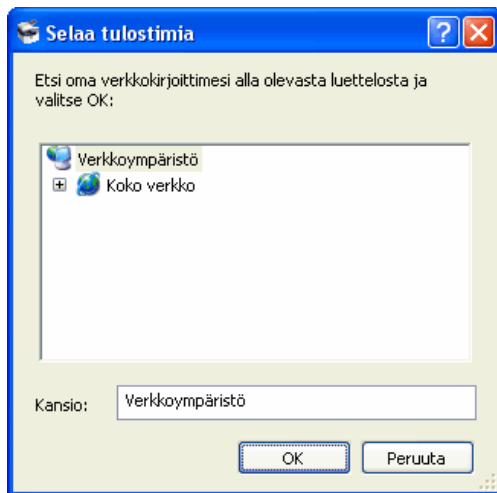 Selaa tulostimia
Etsi oma verkkokirjoittimesi alla olevasta luettelosta ja
valitse OK:
Verkkoympäristö
Koko verkko
Kansio: Verkkoympäristö
OK Peruuta